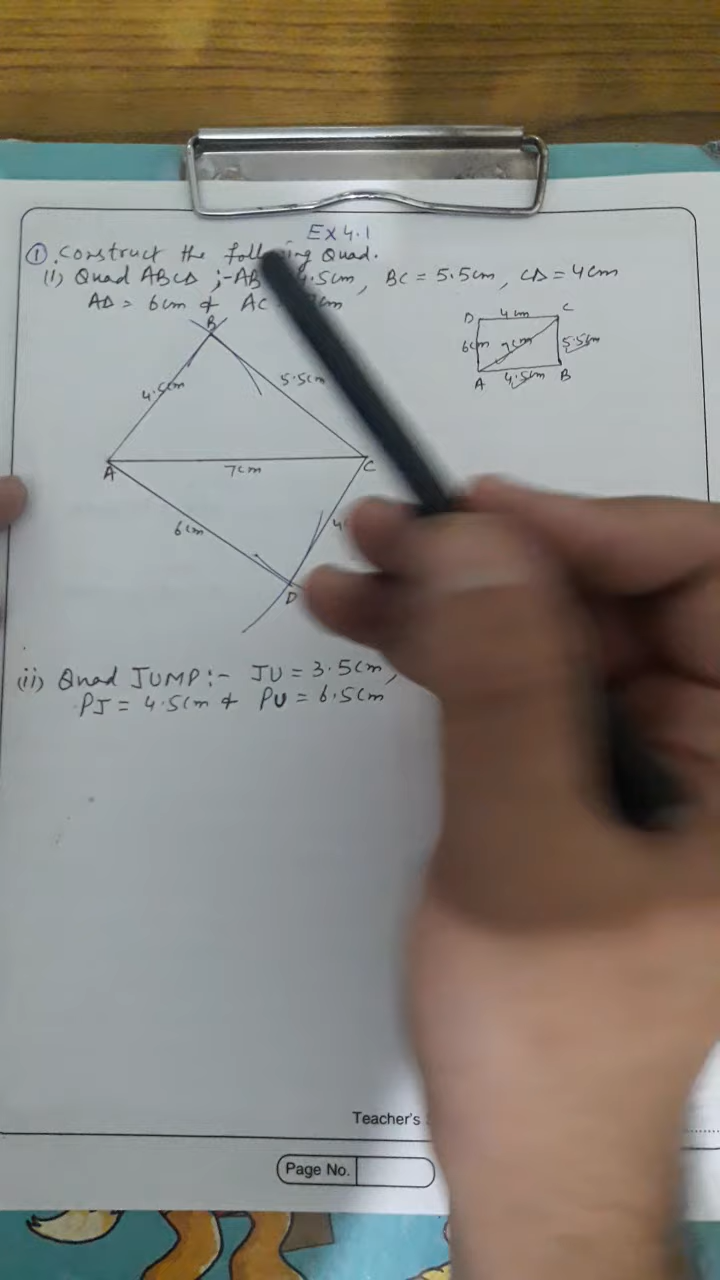 Ex 4.1
① Construct the following Quad.
(i) Quad ABCD :- AB 4.5cm, BC = 5.5cm, CD = 4cm
AD = 6cm & AC cm
D 4cm C
6cm 7cm 5.5cm
A 4.5cm B
B
4.5cm 5.5cm
A 7cm C
6cm
D
(ii) Quad JUMP :- JU = 3.5cm,
PJ = 4.5cm & PU = 6.5cm
Teacher's
Page No.